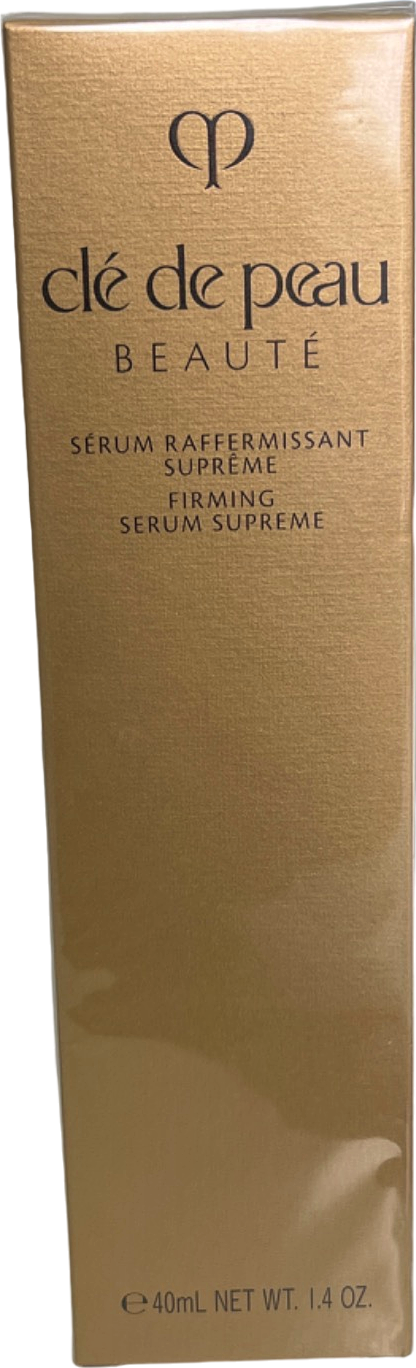 clé de peau
BEAUTÉ
SÉRUM RAFFERMISSANT
SUPRÊME
FIRMING
SERUM SUPREME
℮40mL NET WT. 1.4 OZ.